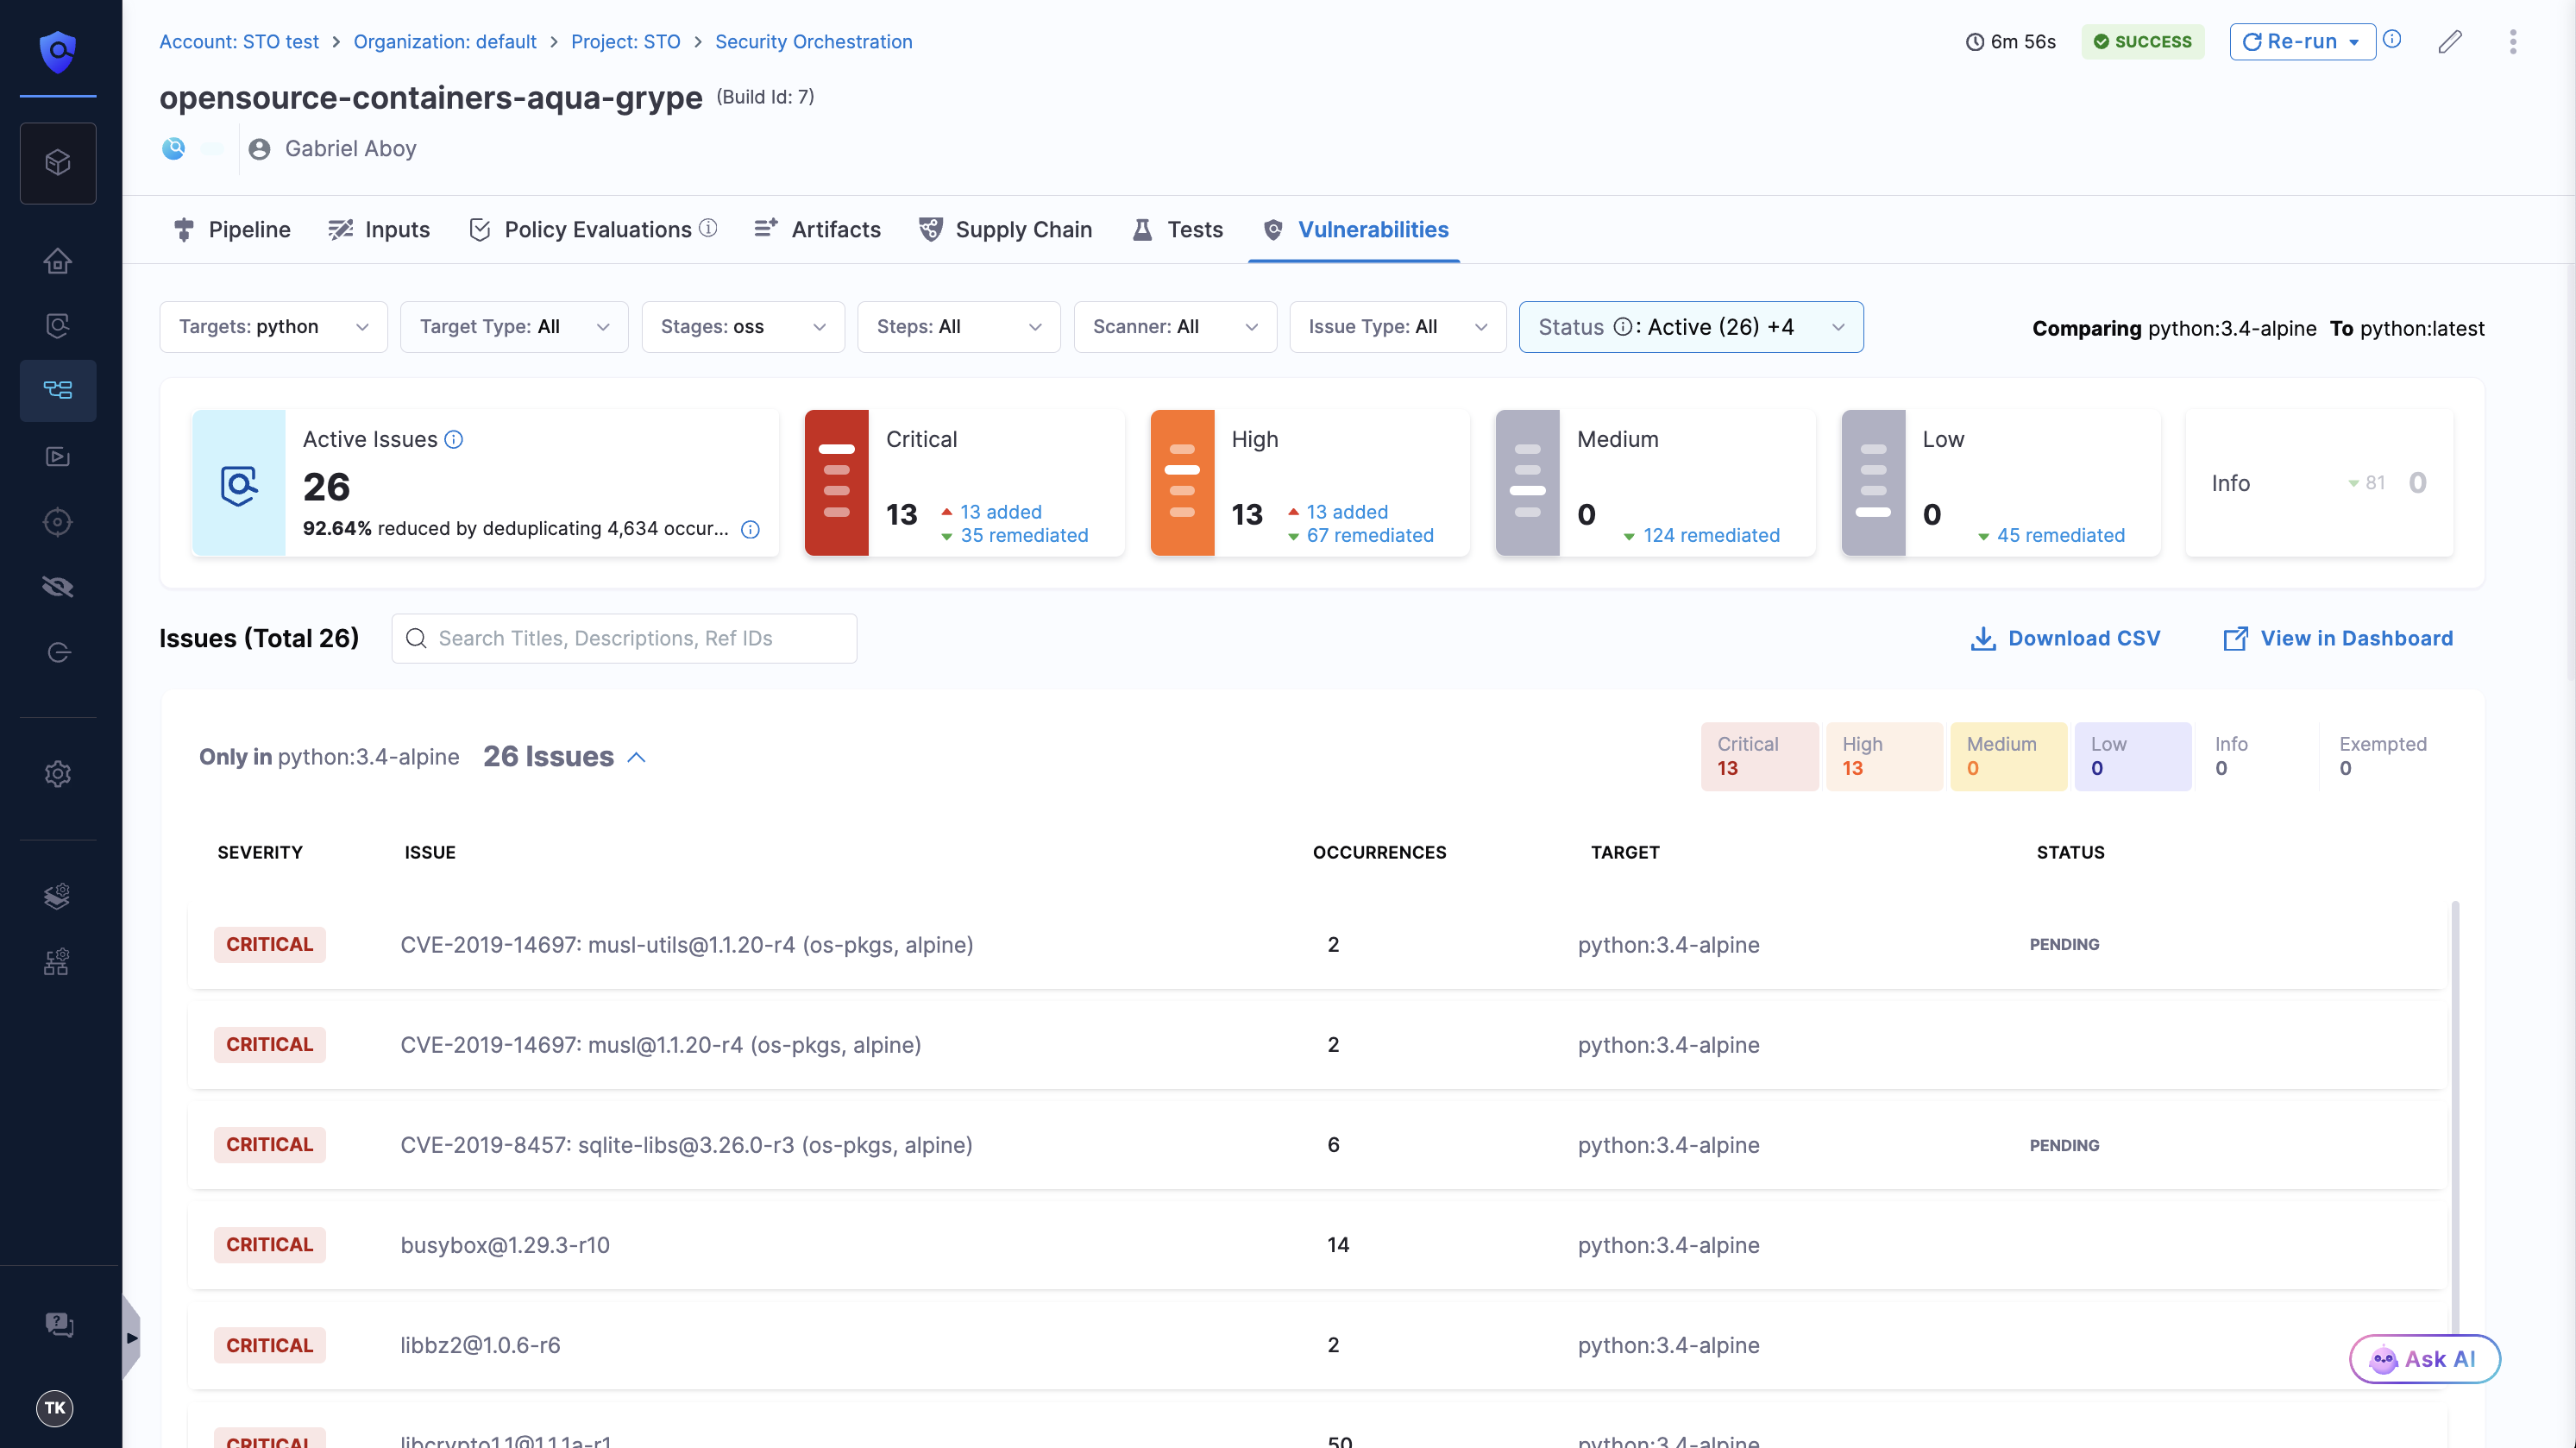 Account: STO test > Organization: default > Project: STO > Security Orchestration
6m 56s
SUCCESS
Re-run
opensource-containers-aqua-grype (Build Id: 7)
Gabriel Aboy
Pipeline
Inputs
Policy Evaluations
Artifacts
Supply Chain
Tests
Vulnerabilities
Targets: python
Target Type: All
Stages: oss
Steps: All
Scanner: All
Issue Type: All
Status : Active (26) +4
Comparing python:3.4-alpine To python:latest
Active Issues
26
92.64% reduced by deduplicating 4,634 occur...
Critical
13
13 added
35 remediated
High
13
13 added
67 remediated
Medium
0
124 remediated
Low
0
45 remediated
Info
81
0
Issues (Total 26)
Search Titles, Descriptions, Ref IDs
Download CSV
View in Dashboard
Only in python:3.4-alpine 26 Issues
Critical
13
High
13
Medium
0
Low
0
Info
0
Exempted
0
SEVERITY ISSUE OCCURRENCES TARGET STATUS
CRITICAL CVE-2019-14697: musl-utils@1.1.20-r4 (os-pkgs, alpine) 2 python:3.4-alpine PENDING
CRITICAL CVE-2019-14697: musl@1.1.20-r4 (os-pkgs, alpine) 2 python:3.4-alpine
CRITICAL CVE-2019-8457: sqlite-libs@3.26.0-r3 (os-pkgs, alpine) 6 python:3.4-alpine PENDING
CRITICAL busybox@1.29.3-r10 14 python:3.4-alpine
CRITICAL libbz2@1.0.6-r6 2 python:3.4-alpine
CRITICAL libcrypto1.1@1.1.1a-r1 50 python:3.4-alpine
Ask AI
TK